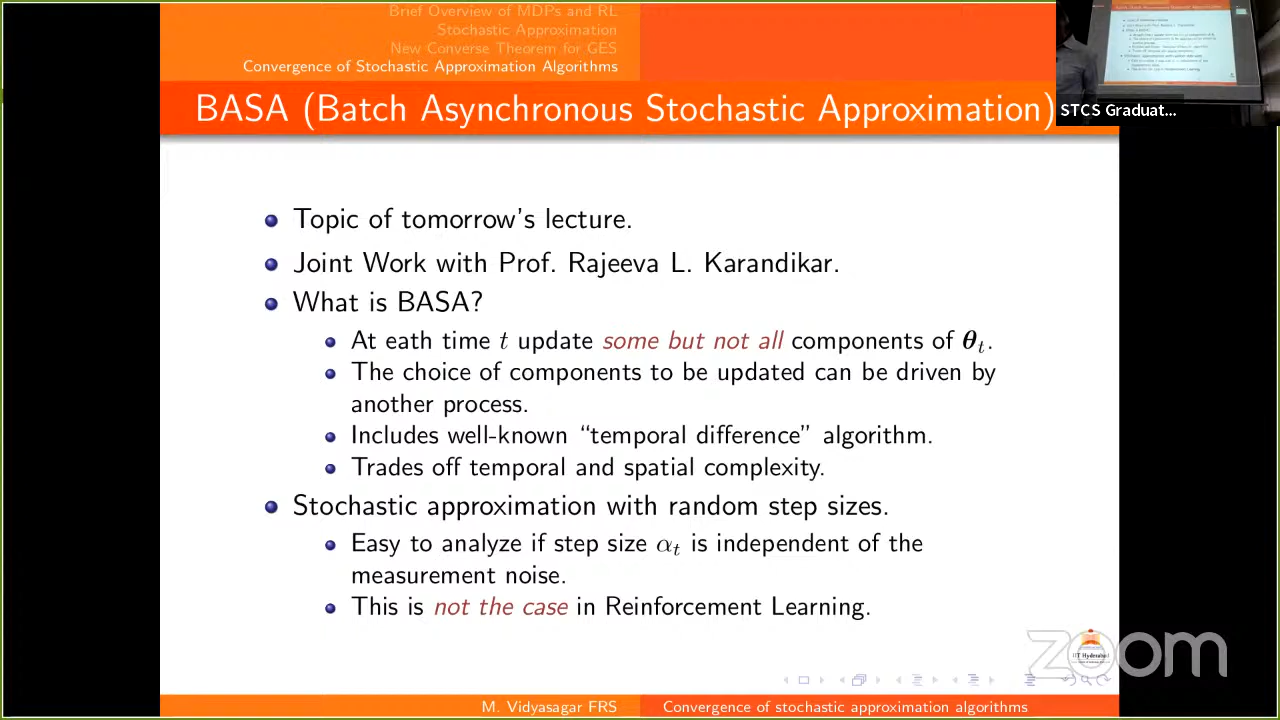 Brief Overview of MDPs and RL
Stochastic Approximation
New Converse Theorem for GES
Convergence of Stochastic Approximation Algorithms
BASA (Batch Asynchronous Stochastic Approximation)
STCS Graduat...
Topic of tomorrow's lecture.
Joint Work with Prof. Rajeeva L. Karandikar.
What is BASA?
At eath time t update some but not all components of θt.
The choice of components to be updated can be driven by
another process.
Includes well-known “temporal difference” algorithm.
Trades off temporal and spatial complexity.
Stochastic approximation with random step sizes.
Easy to analyze if step size αt is independent of the
measurement noise.
This is not the case in Reinforcement Learning.
zoom
IIT Hyderabad
M. Vidyasagar FRS
Convergence of stochastic approximation algorithms